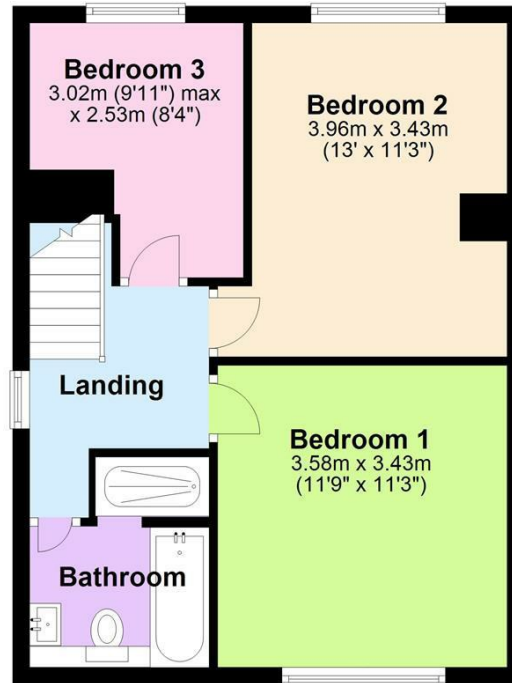 Bedroom 3
3.02m (9'11") max
x 2.53m (8'4")
Bedroom 2
3.96m x 3.43m
(13' x 11'3")
Landing
Bedroom 1
3.58m x 3.43m
(11'9" x 11'3")
Bathroom